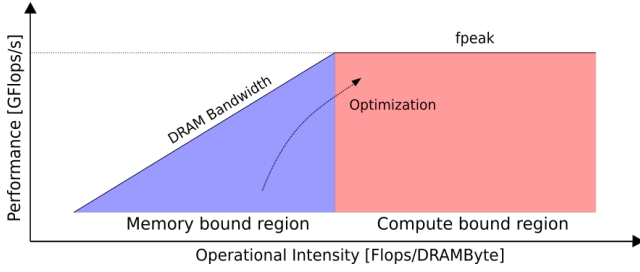 fpeak
DRAM Bandwidth
Optimization
Performance [GFlops/s]
Memory bound region
Compute bound region
Operational Intensity [Flops/DRAMByte]